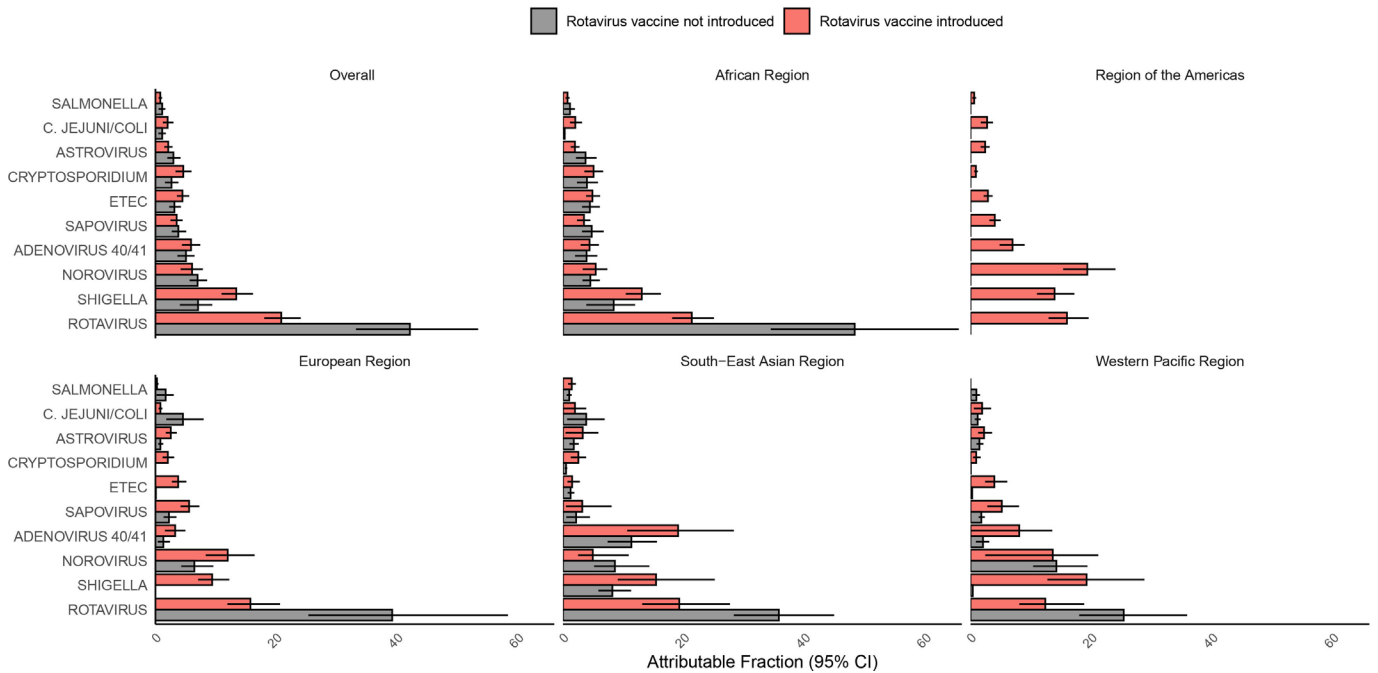 Rotavirus vaccine not introduced Rotavirus vaccine introduced
Overall African Region Region of the Americas
SALMONELLA
C. JEJUNI/COLI
ASTROVIRUS
CRYPTOSPORIDIUM
ETEC
SAPOVIRUS
ADENOVIRUS 40/41
NOROVIRUS
SHIGELLA
ROTAVIRUS
European Region South−East Asian Region Western Pacific Region
SALMONELLA
C. JEJUNI/COLI
ASTROVIRUS
CRYPTOSPORIDIUM
ETEC
SAPOVIRUS
ADENOVIRUS 40/41
NOROVIRUS
SHIGELLA
ROTAVIRUS
0 20 40 60 0 20 40 60 0 20 40 60
Attributable Fraction (95% CI)